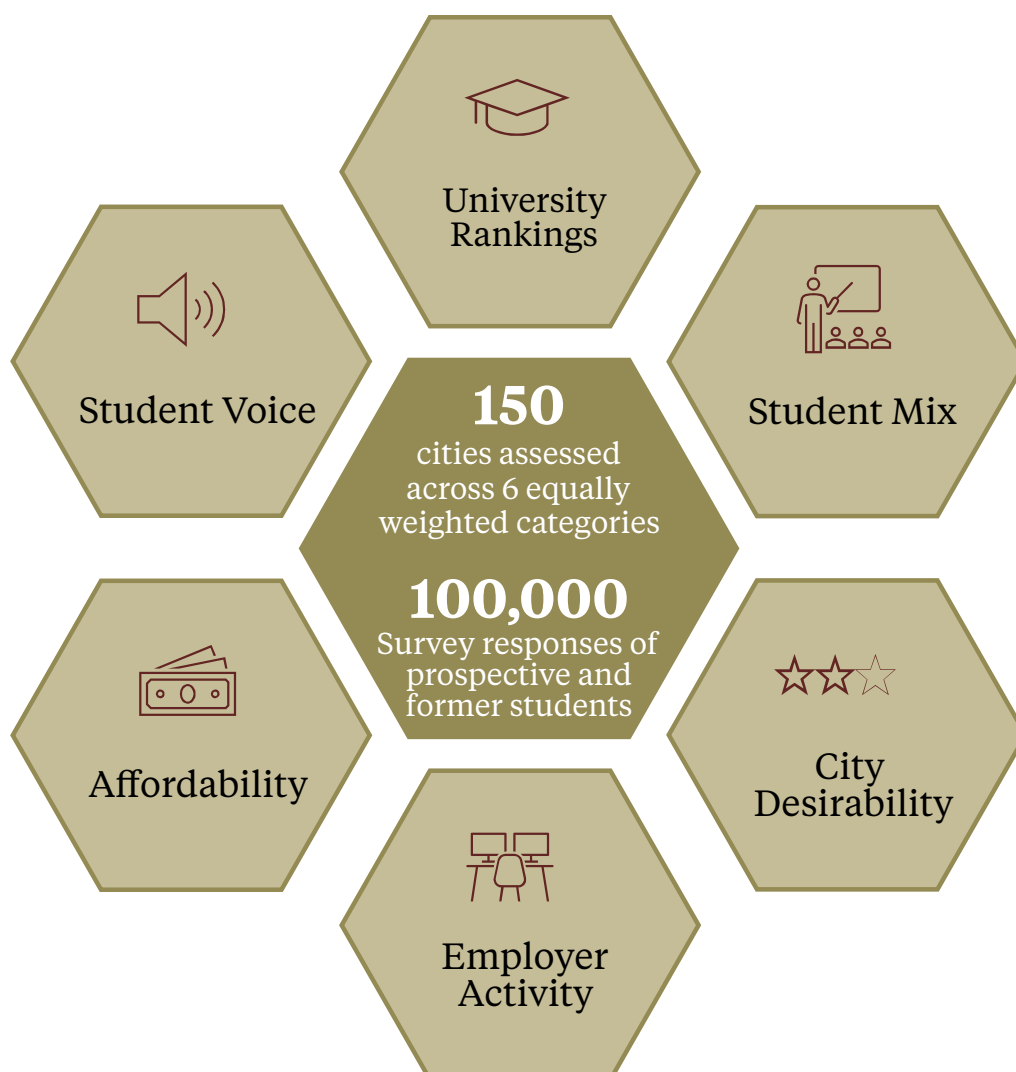 University
Rankings
Student Voice
Student Mix
150
cities assessed
across 6 equally
weighted categories
100,000
Survey responses of
prospective and
former students
Affordability
City
Desirability
Employer
Activity